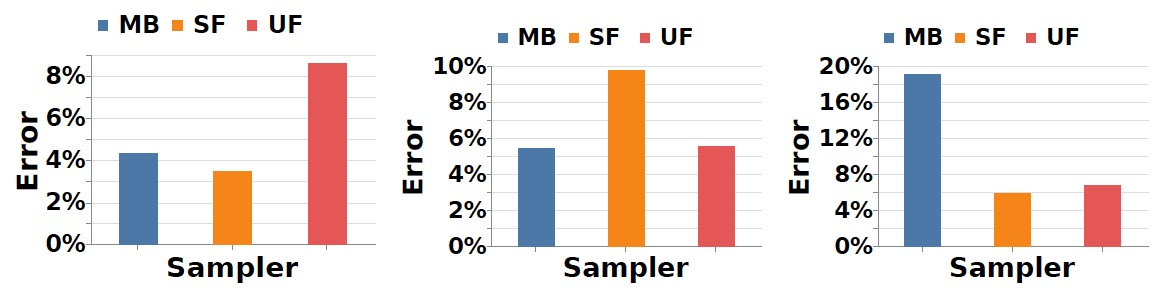 MB SF UF
8%
6%
4%
2%
0%
Error
Sampler
MB SF UF
10%
8%
6%
4%
2%
0%
Error
Sampler
MB SF UF
20%
16%
12%
8%
4%
0%
Error
Sampler